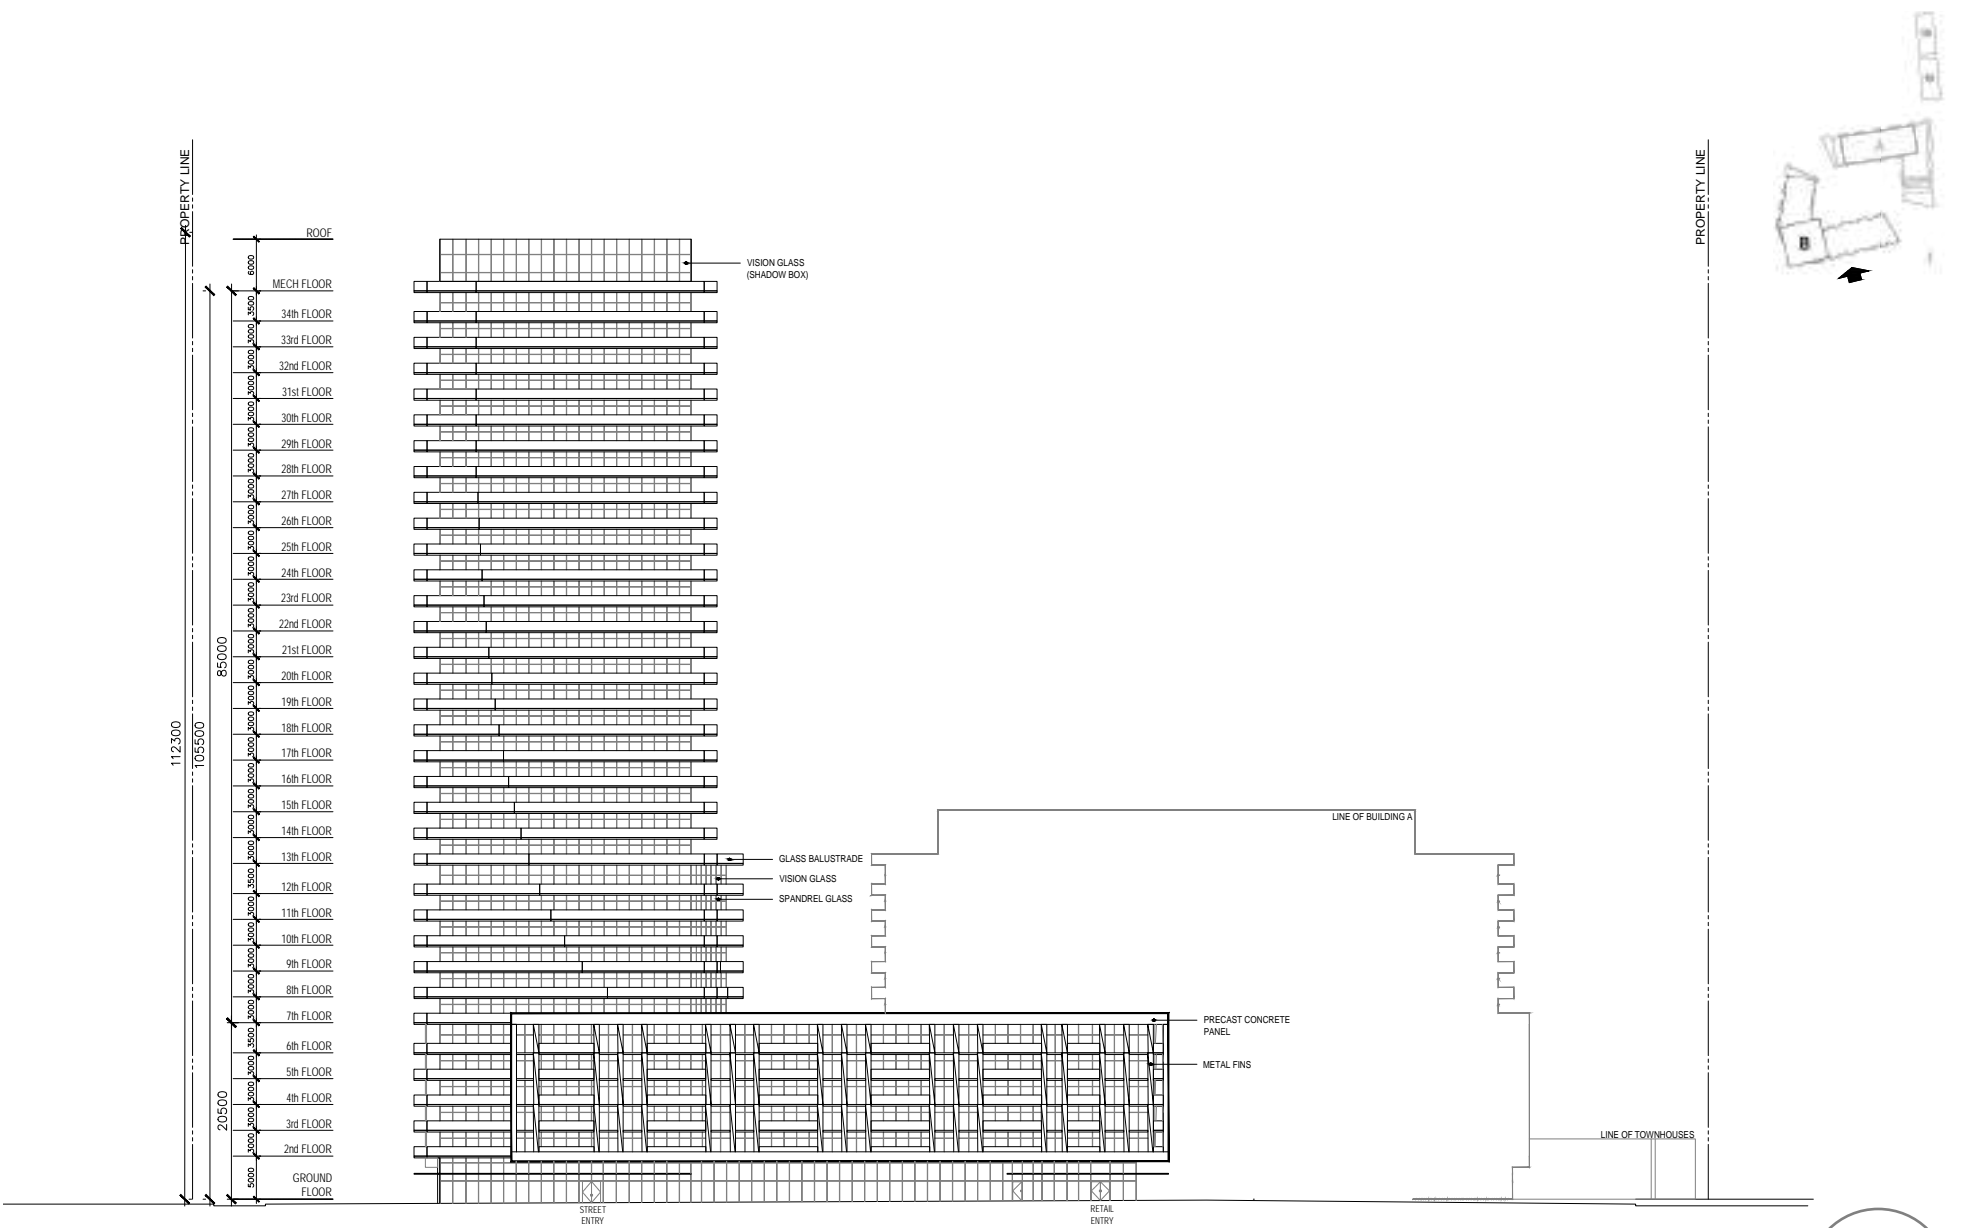 PROPERTY LINE
PROPERTY LINE
A
B
ROOF
6000
MECH FLOOR
3500
34th FLOOR
3000
33rd FLOOR
3000
32nd FLOOR
3000
31st FLOOR
3000
30th FLOOR
3000
29th FLOOR
3000
28th FLOOR
3000
27th FLOOR
3000
26th FLOOR
3000
25th FLOOR
3000
24th FLOOR
3000
23rd FLOOR
3000
22nd FLOOR
3000
21st FLOOR
3000
20th FLOOR
3000
19th FLOOR
3000
18th FLOOR
3000
17th FLOOR
3000
16th FLOOR
3000
15th FLOOR
3000
14th FLOOR
3000
13th FLOOR
3500
12th FLOOR
3000
11th FLOOR
3000
10th FLOOR
3000
9th FLOOR
3000
8th FLOOR
3000
7th FLOOR
3500
6th FLOOR
3000
5th FLOOR
3000
4th FLOOR
3000
3rd FLOOR
3000
2nd FLOOR
5000
GROUND
FLOOR
112300
105500
85000
20500
VISION GLASS
(SHADOW BOX)
GLASS BALUSTRADE
VISION GLASS
SPANDREL GLASS
LINE OF BUILDING A
PRECAST CONCRETE
PANEL
METAL FINS
LINE OF TOWNHOUSES
STREET
ENTRY
RETAIL
ENTRY